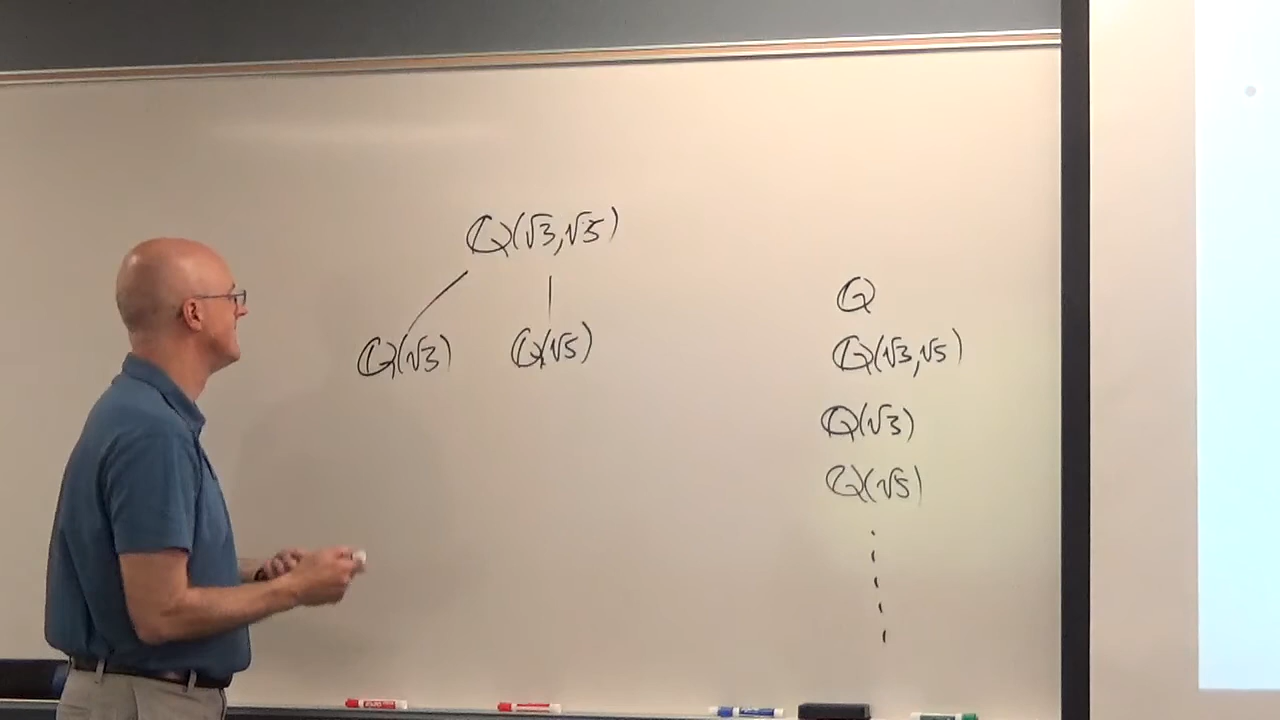 ℚ(√3,√5)
ℚ(√3) ℚ(√5)
ℚ
ℚ(√3,√5)
ℚ(√3)
ℚ(√5)